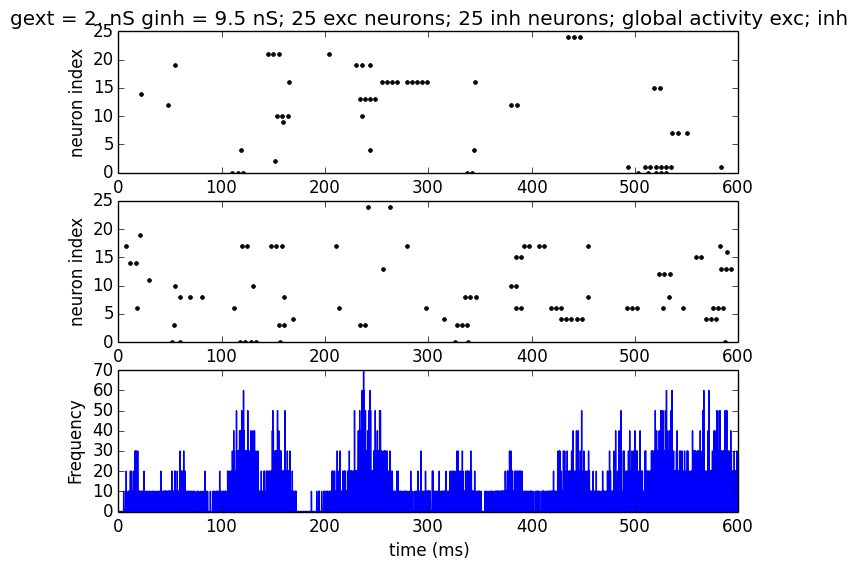 gext = 2, nS ginh = 9.5 nS; 25 exc neurons; 25 inh neurons; global activity exc; inh
25
20
15
10
5
0
neuron index
0 100 200 300 400 500 600
25
20
15
10
5
0
neuron index
0 100 200 300 400 500 600
70
60
50
40
30
20
10
0
Frequency
0 100 200 300 400 500 600
time (ms)